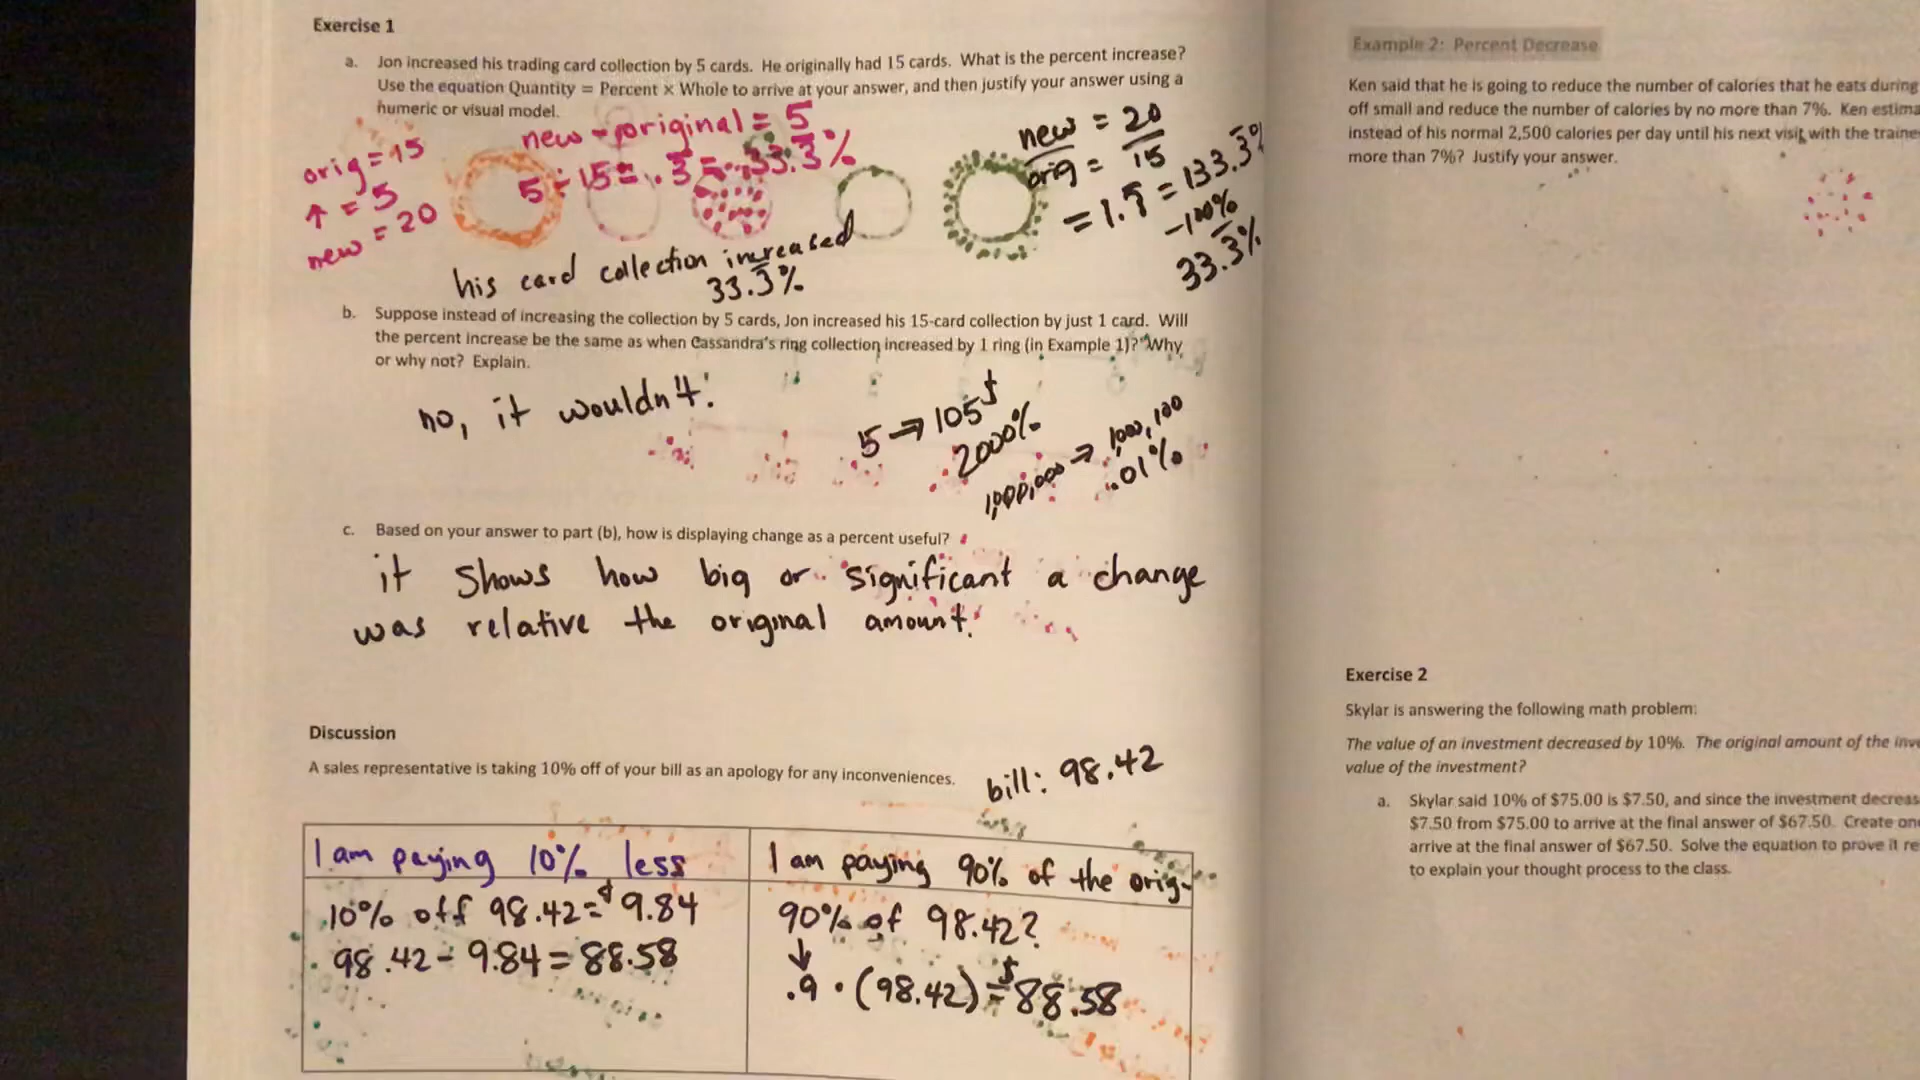 Exercise 1
a. Jon increased his trading card collection by 5 cards. He originally had 15 cards. What is the percent increase?
Use the equation Quantity = Percent × Whole to arrive at your answer, and then justify your answer using a
numeric or visual model.
orig = 15
↑ = 5
new = 20
new - original = 5
5 ÷ 15 = .3̅ = 33.3̅%
his card collection increased
33.3̅%
new = 20
orig = 15
= 1.3̅ = 133.3̅%
-100%
33.3̅%
b. Suppose instead of increasing the collection by 5 cards, Jon increased his 15-card collection by just 1 card. Will
the percent increase be the same as when Cassandra's ring collection increased by 1 ring (in Example 1)? Why
or why not? Explain.
no, it wouldn't.
5 → 105 $
2000%
1,000,000 → 1,000,100
.01%
c. Based on your answer to part (b), how is displaying change as a percent useful?
it shows how big or significant a change
was relative the original amount.
Discussion
A sales representative is taking 10% off of your bill as an apology for any inconveniences.
bill: 98.42
I am paying 10% less
10% off 98.42 = $9.84
98.42 - 9.84 = 88.58
I am paying 90% of the orig.
90% of 98.42?
↓
.9 · (98.42) = $88.58
Example 2: Percent Decrease
Ken said that he is going to reduce the number of calories that he eats during
off small and reduce the number of calories by no more than 7%. Ken estima
instead of his normal 2,500 calories per day until his next visit with the traine
more than 7%? Justify your answer.
Exercise 2
Skylar is answering the following math problem:
The value of an investment decreased by 10%. The original amount of the inve
value of the investment?
a. Skylar said 10% of $75.00 is $7.50, and since the investment decreas
$7.50 from $75.00 to arrive at the final answer of $67.50. Create one
arrive at the final answer of $67.50. Solve the equation to prove it re
to explain your thought process to the class.